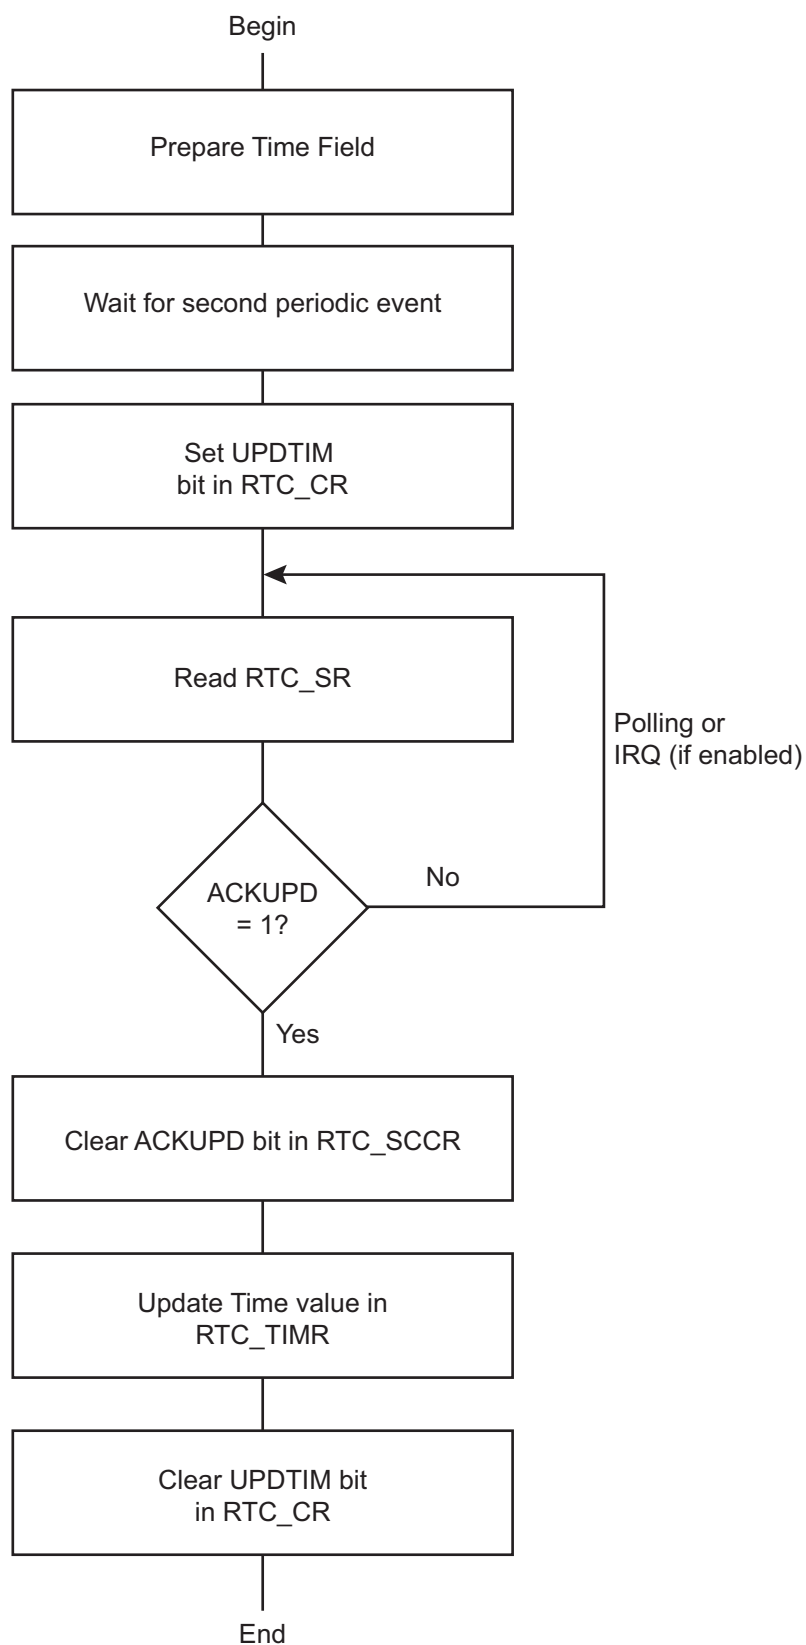 Begin
Prepare Time Field
Wait for second periodic event
Set UPDTIM
bit in RTC_CR
Read RTC_SR
Polling or
IRQ (if enabled)
ACKUPD
= 1?
No
Yes
Clear ACKUPD bit in RTC_SCCR
Update Time value in
RTC_TIMR
Clear UPDTIM bit
in RTC_CR
End